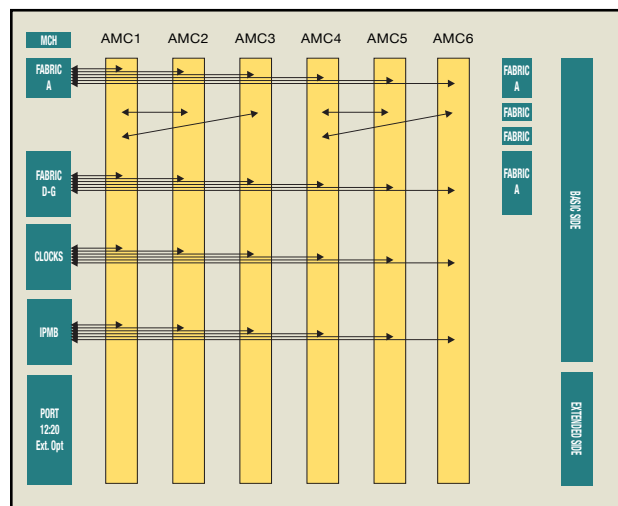 MCH
AMC1 AMC2 AMC3 AMC4 AMC5 AMC6
FABRIC
A
FABRIC
D-G
CLOCKS
IPMB
PORT
12:20
Ext. Opt
FABRIC
A
FABRIC
FABRIC
FABRIC
A
BASIC SIDE
EXTENDED SIDE